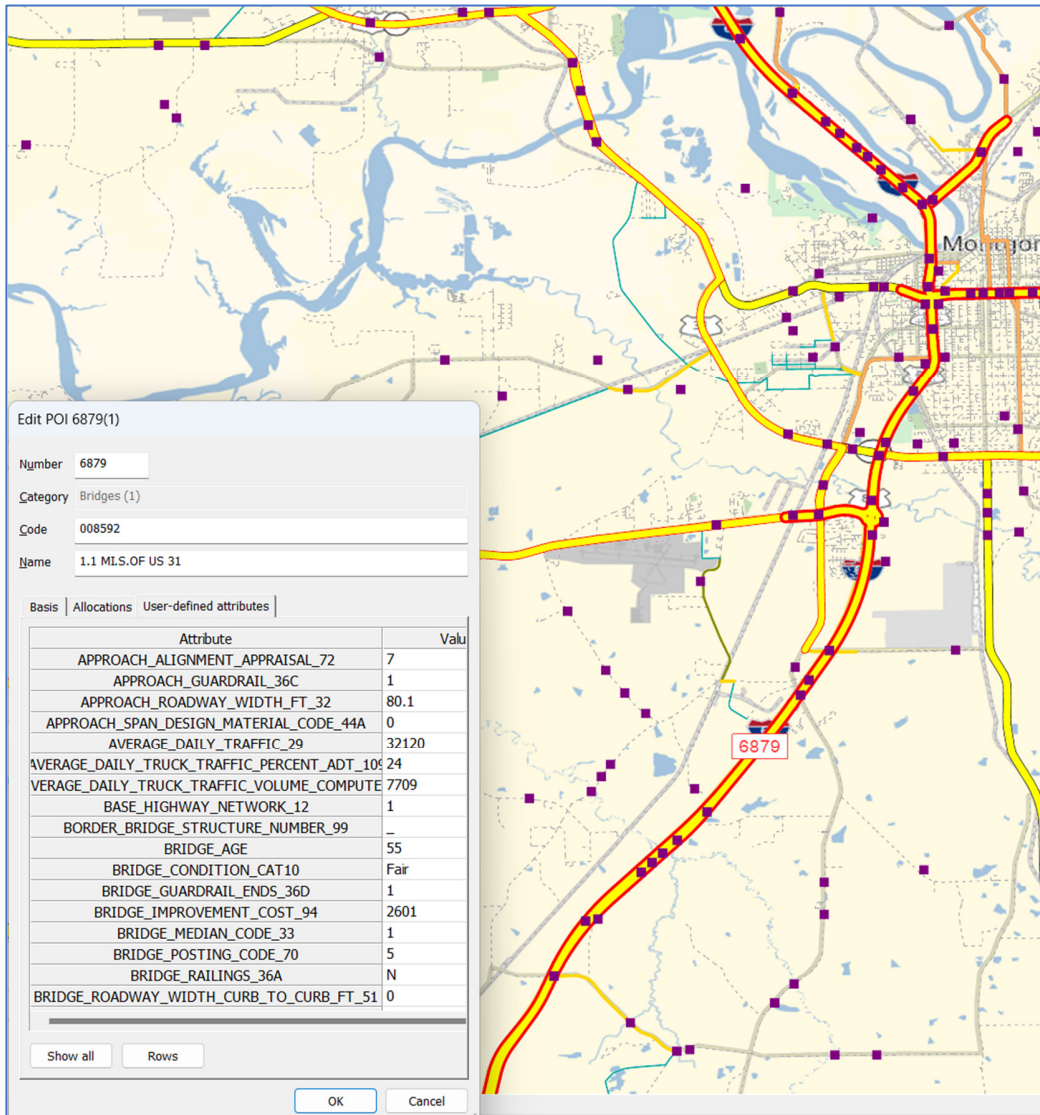 Montgor
Edit POI 6879(1)
Number 6879
Category Bridges (1)
Code 008592
Name 1.1 MI.S.OF US 31
Basis Allocations User-defined attributes
Attribute Valu
APPROACH_ALIGNMENT_APPRAISAL_72 7
APPROACH_GUARDRAIL_36C 1
APPROACH_ROADWAY_WIDTH_FT_32 80.1
APPROACH_SPAN_DESIGN_MATERIAL_CODE_44A 0
AVERAGE_DAILY_TRAFFIC_29 32120
AVERAGE_DAILY_TRUCK_TRAFFIC_PERCENT_ADT_109 24
VERAGE_DAILY_TRUCK_TRAFFIC_VOLUME_COMPUTE 7709
BASE_HIGHWAY_NETWORK_12 1
BORDER_BRIDGE_STRUCTURE_NUMBER_99 _
BRIDGE_AGE 55
BRIDGE_CONDITION_CAT10 Fair
BRIDGE_GUARDRAIL_ENDS_36D 1
BRIDGE_IMPROVEMENT_COST_94 2601
BRIDGE_MEDIAN_CODE_33 1
BRIDGE_POSTING_CODE_70 5
BRIDGE_RAILINGS_36A N
BRIDGE_ROADWAY_WIDTH_CURB_TO_CURB_FT_51 0
Show all Rows
OK Cancel
6879